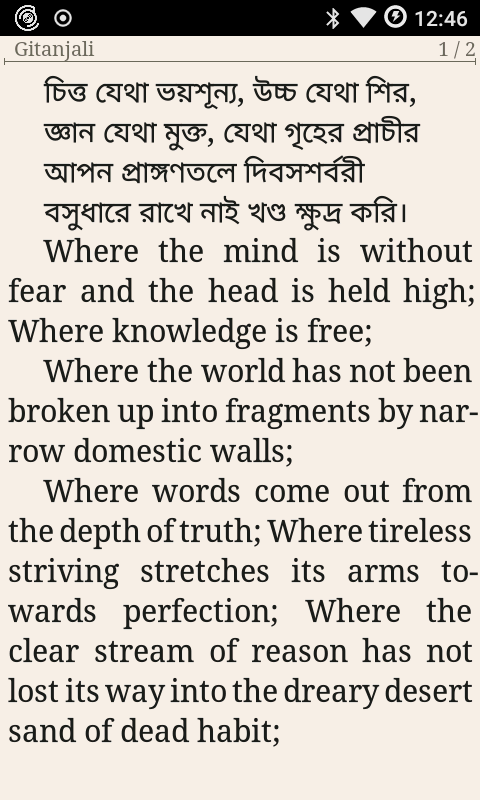 12:46
Gitanjali 1 / 2
চিত্ত যেথা ভয়শূন্য, উচ্চ যেথা শির,
জ্ঞান যেথা মুক্ত, যেথা গৃহের প্রাচীর
আপন প্রাঙ্গণতলে দিবসশর্বরী
বসুধারে রাখে নাই খণ্ড ক্ষুদ্র করি।
Where the mind is without
fear and the head is held high;
Where knowledge is free;
Where the world has not been
broken up into fragments by nar-
row domestic walls;
Where words come out from
the depth of truth; Where tireless
striving stretches its arms to-
wards perfection; Where the
clear stream of reason has not
lost its way into the dreary desert
sand of dead habit;